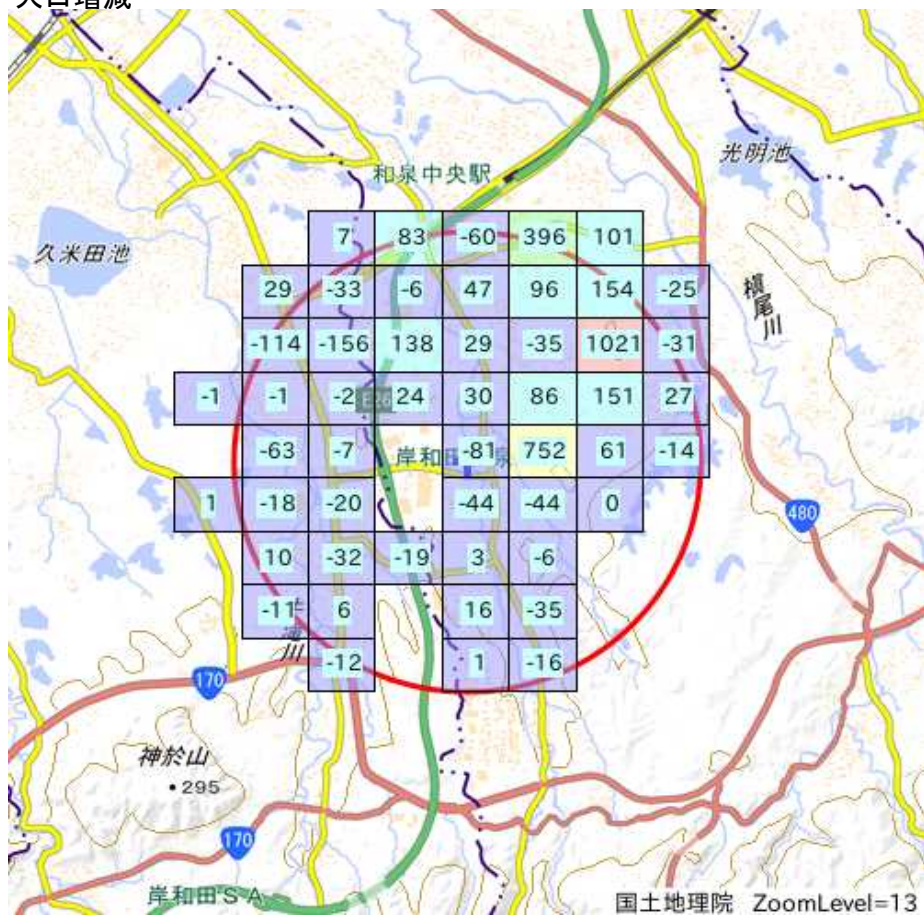 人口増減
和泉中央駅
光明池
久米田池
7 83 -60 396 101
29 -33 -6 47 96 154 -25
槇尾川
-114 -156 138 29 -35 1021 -31
-1 -1 -2 E26 24 30 86 151 27
-63 -7 岸和田 -81 752 61 -14
1 -18 -20 -44 -44 0
480
10 -32 -19 3 -6
-11 6 16 -35
川
-12 1 -16
170
神於山
295
170
岸和田SA
国土地理院 ZoomLevel=13